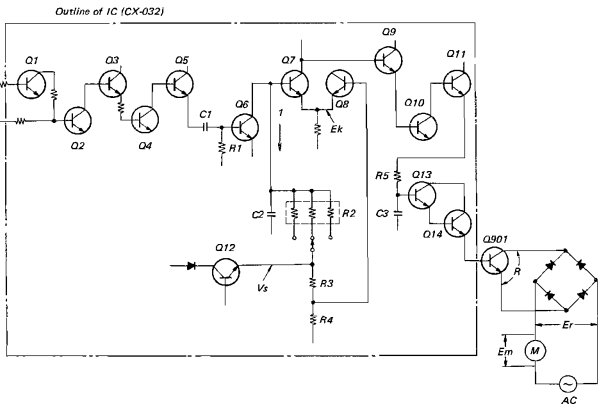 Outline of IC (CX-032)
Q1
Q2
Q3
Q4
Q5
C1
R1
Q6
Q7
Q8
1
Ek
Q9
Q10
Q11
C2
R2
R5
C3
Q13
Q14
Q12
Vs
R3
R4
Q901
R
Er
Em
M
AC